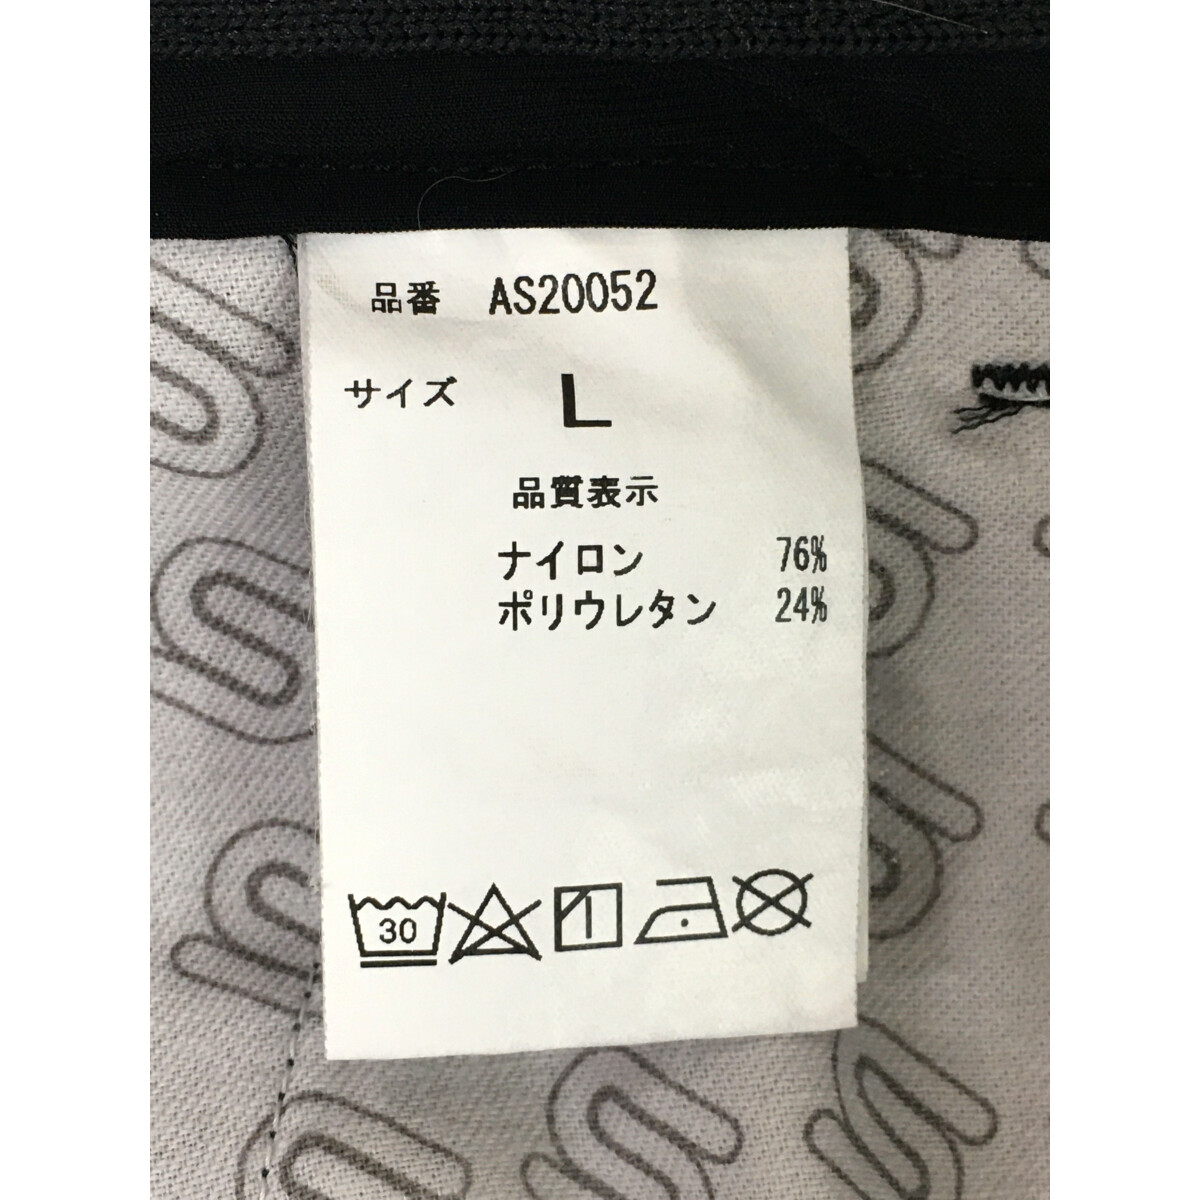 品番 AS20052
サイズ L
品質表示
ナイロン 76%
ポリウレタン 24%
30